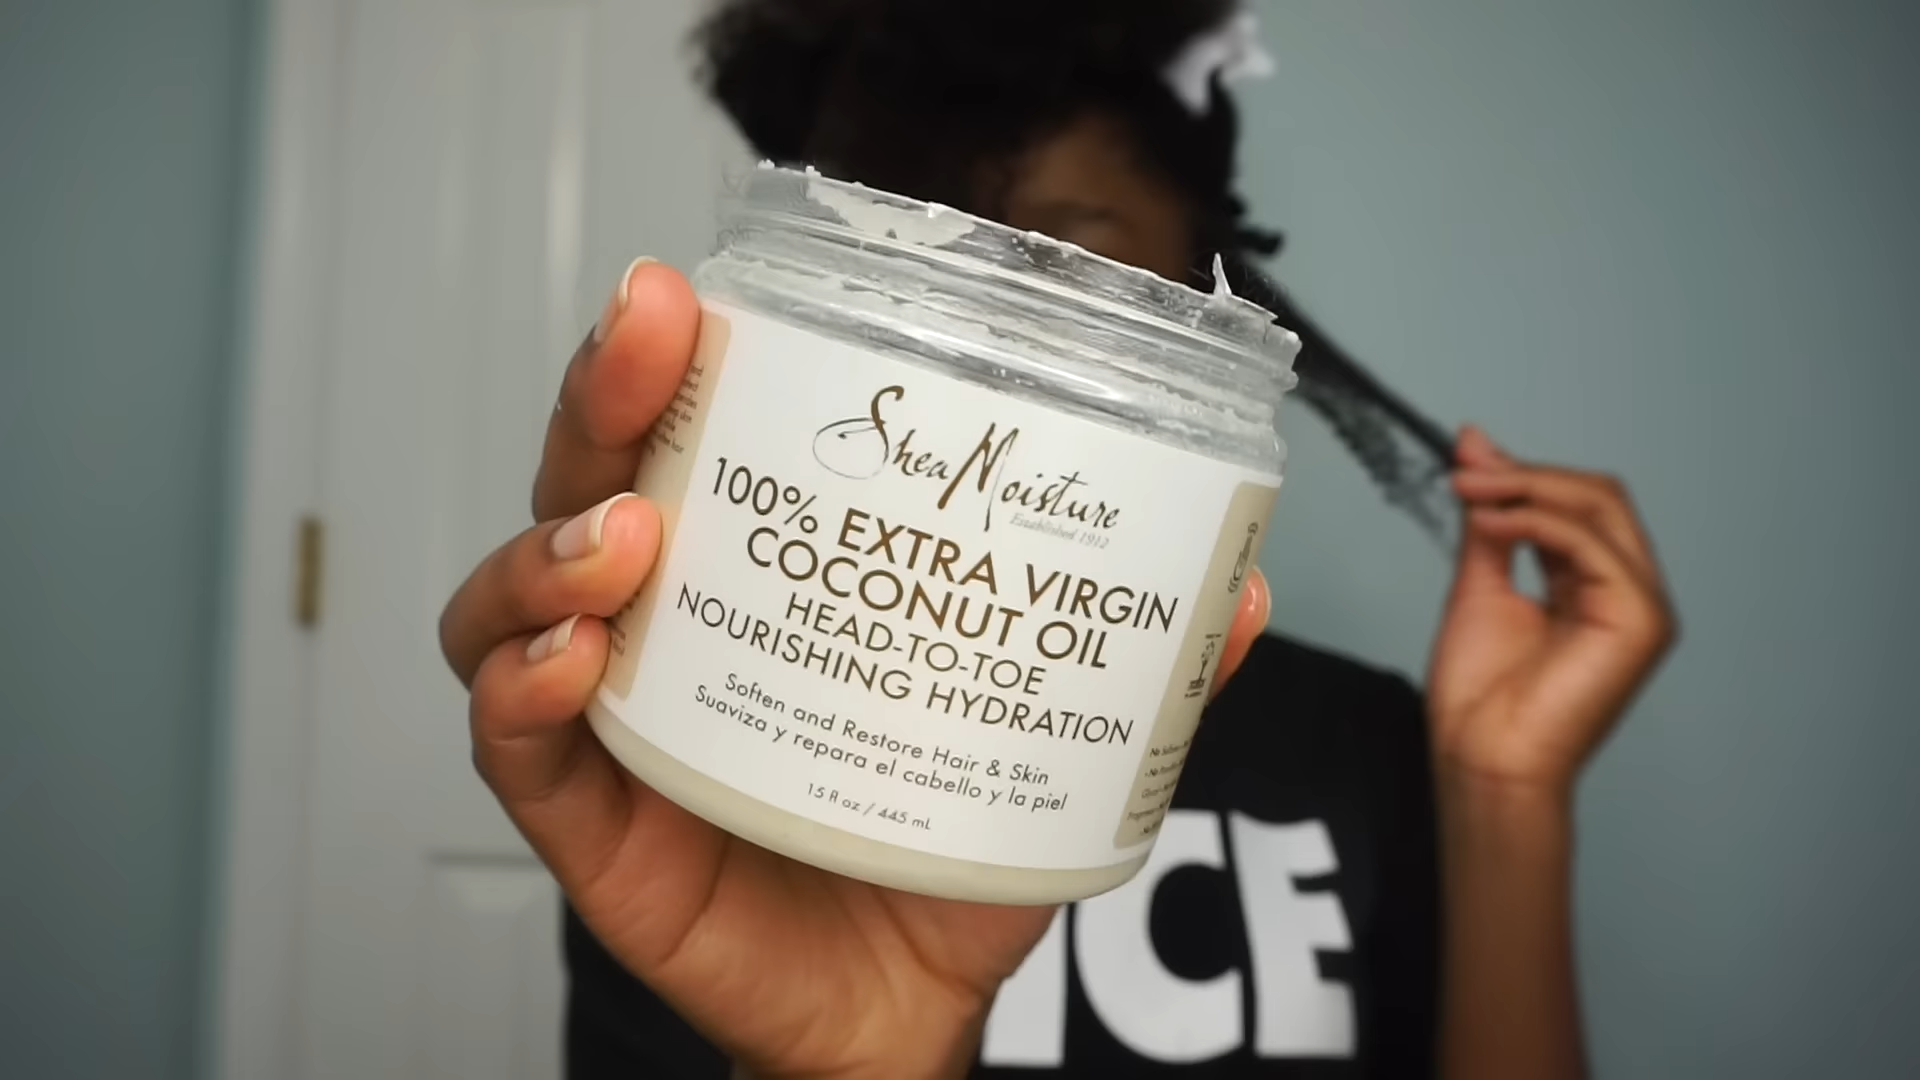 SheaMoisture
Established 1912
100% EXTRA VIRGIN
COCONUT OIL
HEAD-TO-TOE
NOURISHING HYDRATION
Soften and Restore Hair & Skin
Suaviza y repara el cabello y la piel
15 fl oz / 445 mL
ICE